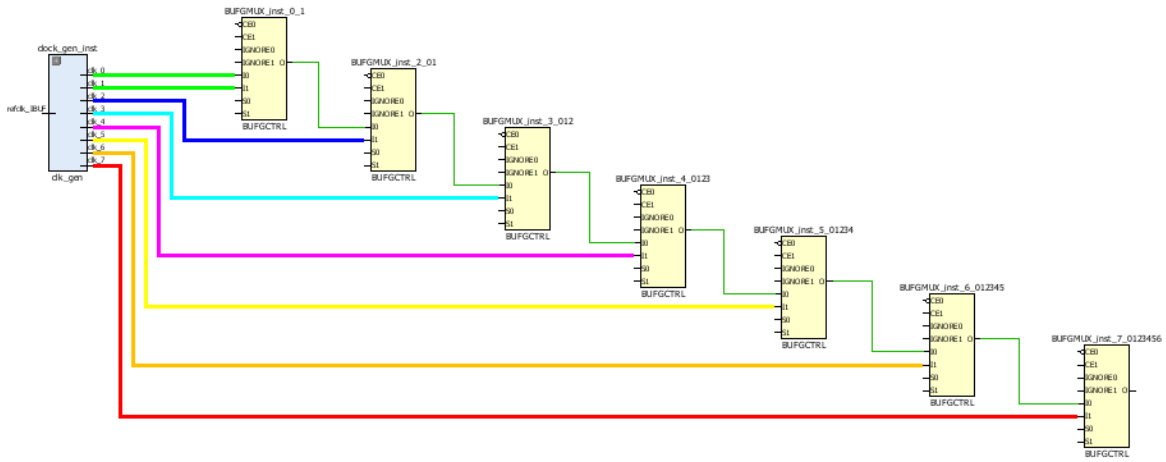 BUFGMUX_inst_0_1
CE0
CE1
IGNORE0
IGNORE1 O
I0
I1
S0
S1
BUFGCTRL
clock_gen_inst
refclk_IBUF
clk_0
clk_1
clk_2
clk_3
clk_4
clk_5
clk_6
clk_7
clk_gen
BUFGMUX_inst_2_01
CE0
CE1
IGNORE0
IGNORE1 O
I0
I1
S0
S1
BUFGCTRL
BUFGMUX_inst_3_012
CE0
CE1
IGNORE0
IGNORE1 O
I0
I1
S0
S1
BUFGCTRL
BUFGMUX_inst_4_0123
CE0
CE1
IGNORE0
IGNORE1 O
I0
I1
S0
S1
BUFGCTRL
BUFGMUX_inst_5_01234
CE0
CE1
IGNORE0
IGNORE1 O
I0
I1
S0
S1
BUFGCTRL
BUFGMUX_inst_6_012345
CE0
CE1
IGNORE0
IGNORE1 O
I0
I1
S0
S1
BUFGCTRL
BUFGMUX_inst_7_0123456
CE0
CE1
IGNORE0
IGNORE1 O
I0
I1
S0
S1
BUFGCTRL